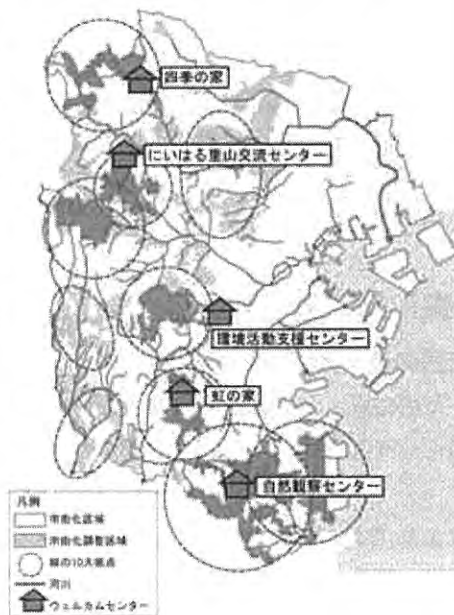 四季の家
にいはる里山交流センター
環境活動支援センター
虹の家
自然観察センター
凡例
市街化区域
市街化調整区域
緑の10大拠点
河川
ウェルカムセンター